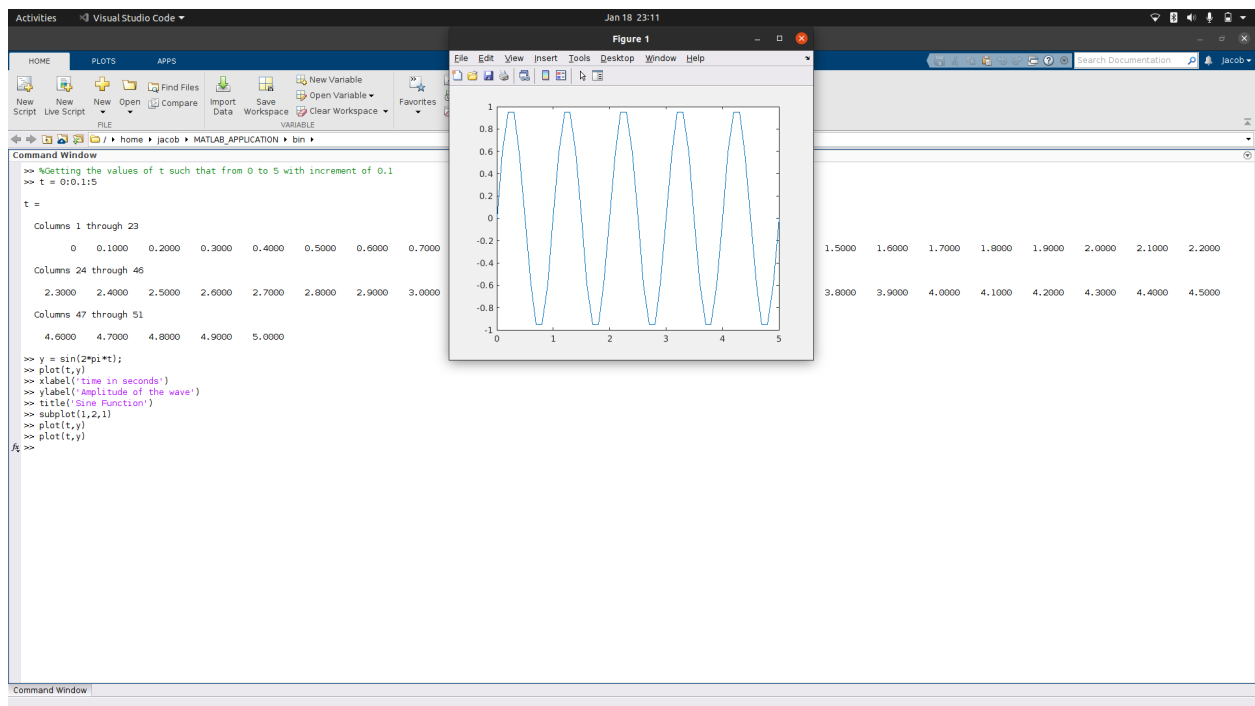 Activities Visual Studio Code Jan 18 23:11
Figure 1
HOME PLOTS APPS
File Edit View Insert Tools Desktop Window Help
Search Documentation Jacob
New Script
New Live Script
New
Open
Find Files
Compare
FILE
Import Data
Save Workspace
New Variable
Open Variable
Clear Workspace
VARIABLE
Favorites
/ home jacob MATLAB_APPLICATION bin
Command Window
>> %Getting the values of t such that from 0 to 5 with increment of 0.1
>> t = 0:0.1:5
t =
Columns 1 through 23
0 0.1000 0.2000 0.3000 0.4000 0.5000 0.6000 0.7000 1.5000 1.6000 1.7000 1.8000 1.9000 2.0000 2.1000 2.2000
Columns 24 through 46
2.3000 2.4000 2.5000 2.6000 2.7000 2.8000 2.9000 3.0000 3.8000 3.9000 4.0000 4.1000 4.2000 4.3000 4.4000 4.5000
Columns 47 through 51
4.6000 4.7000 4.8000 4.9000 5.0000
>> y = sin(2*pi*t);
>> plot(t,y)
>> xlabel('time in seconds')
>> ylabel('Amplitude of the wave')
>> title('Sine Function')
>> subplot(1,2,1)
>> plot(t,y)
>> plot(t,y)
fx >>
1
0.8
0.6
0.4
0.2
0
-0.2
-0.4
-0.6
-0.8
-1
0 1 2 3 4 5
Command Window